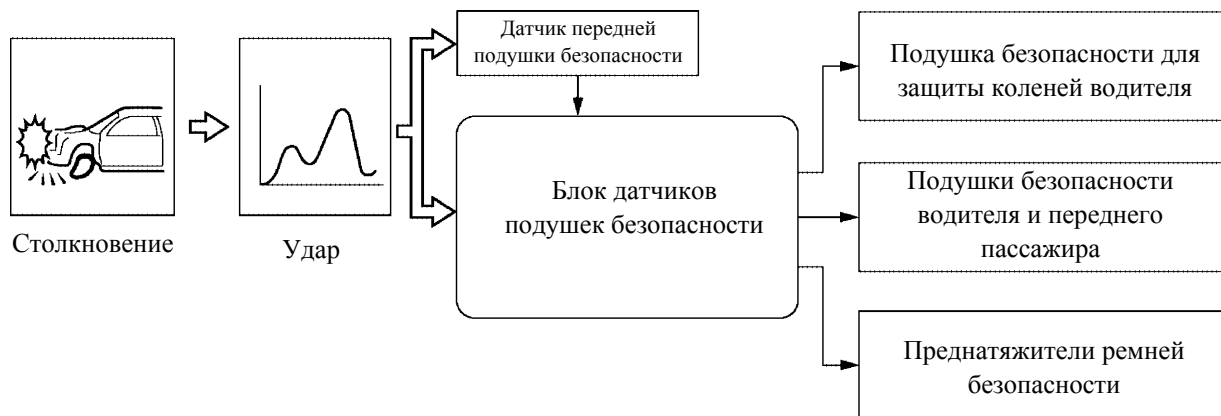 Столкновение
Удар
Датчик передней
подушки безопасности
Блок датчиков
подушек безопасности
Подушка безопасности для
защиты коленей водителя
Подушки безопасности
водителя и переднего
пассажира
Преднатяжители ремней
безопасности